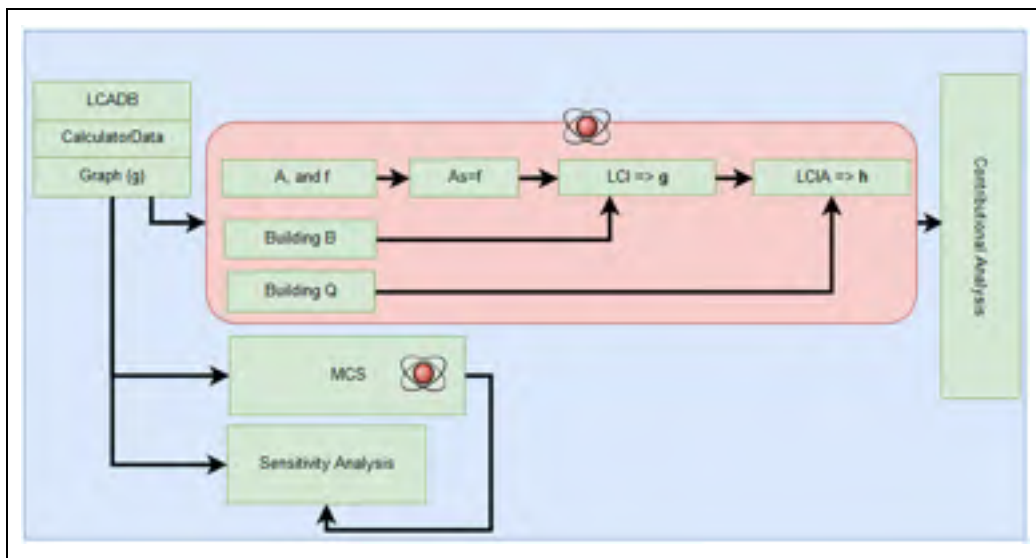 LCADB
CalculatorData
Graph (g)
A, and f
As=f
LCI => g
LCIA => h
Building B
Building Q
MCS
Sensitivity Analysis
Contributional Analysis